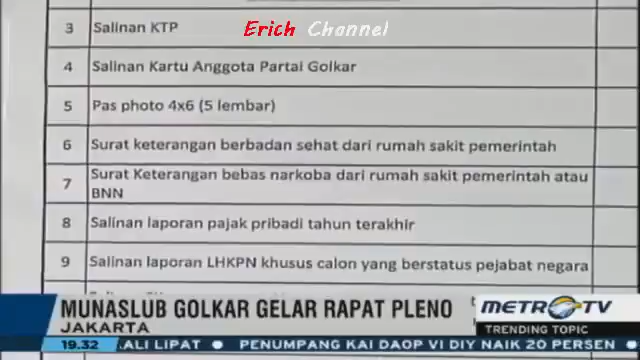 Erich Channel
3 Salinan KTP
4 Salinan Kartu Anggota Partai Golkar
5 Pas photo 4x6 (5 lembar)
6 Surat keterangan berbadan sehat dari rumah sakit pemerintah
7 Surat Keterangan bebas narkoba dari rumah sakit pemerintah atau
BNN
8 Salinan laporan pajak pribadi tahun terakhir
9 Salinan laporan LHKPN khusus calon yang berstatus pejabat negara
MUNASLUB GOLKAR GELAR RAPAT PLENO
JAKARTA
METRO TV
TRENDING TOPIC
19.32 KALI LIPAT PENUMPANG KAI DAOP VI DIY NAIK 20 PERSEN